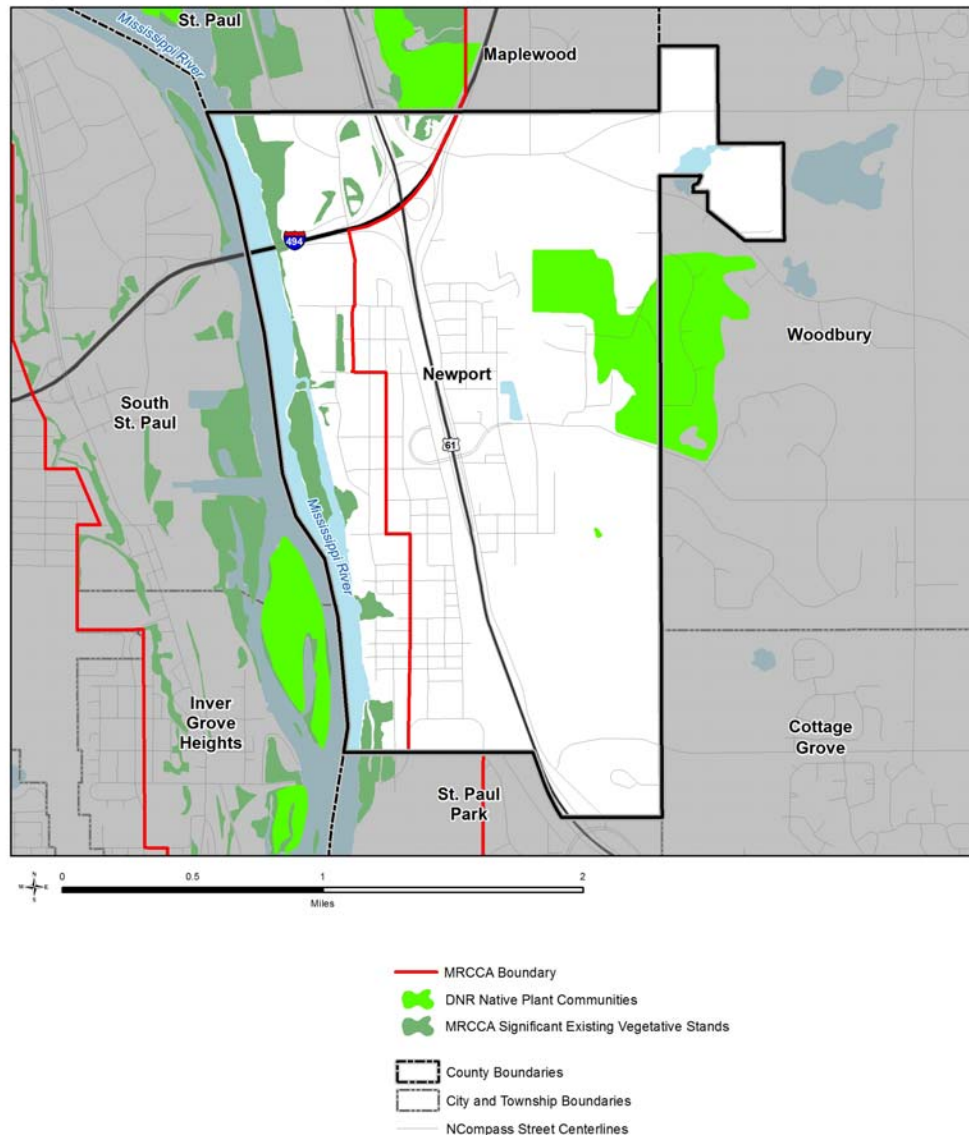 St. Paul
Mississippi River
Maplewood
494
Woodbury
Newport
South
St. Paul
61
Mississippi River
Inver
Grove
Heights
Cottage
Grove
St. Paul
Park
N
W E
S
0 0.5 1 2
Miles
MRCCA Boundary
DNR Native Plant Communities
MRCCA Significant Existing Vegetative Stands
County Boundaries
City and Township Boundaries
NCompass Street Centerlines